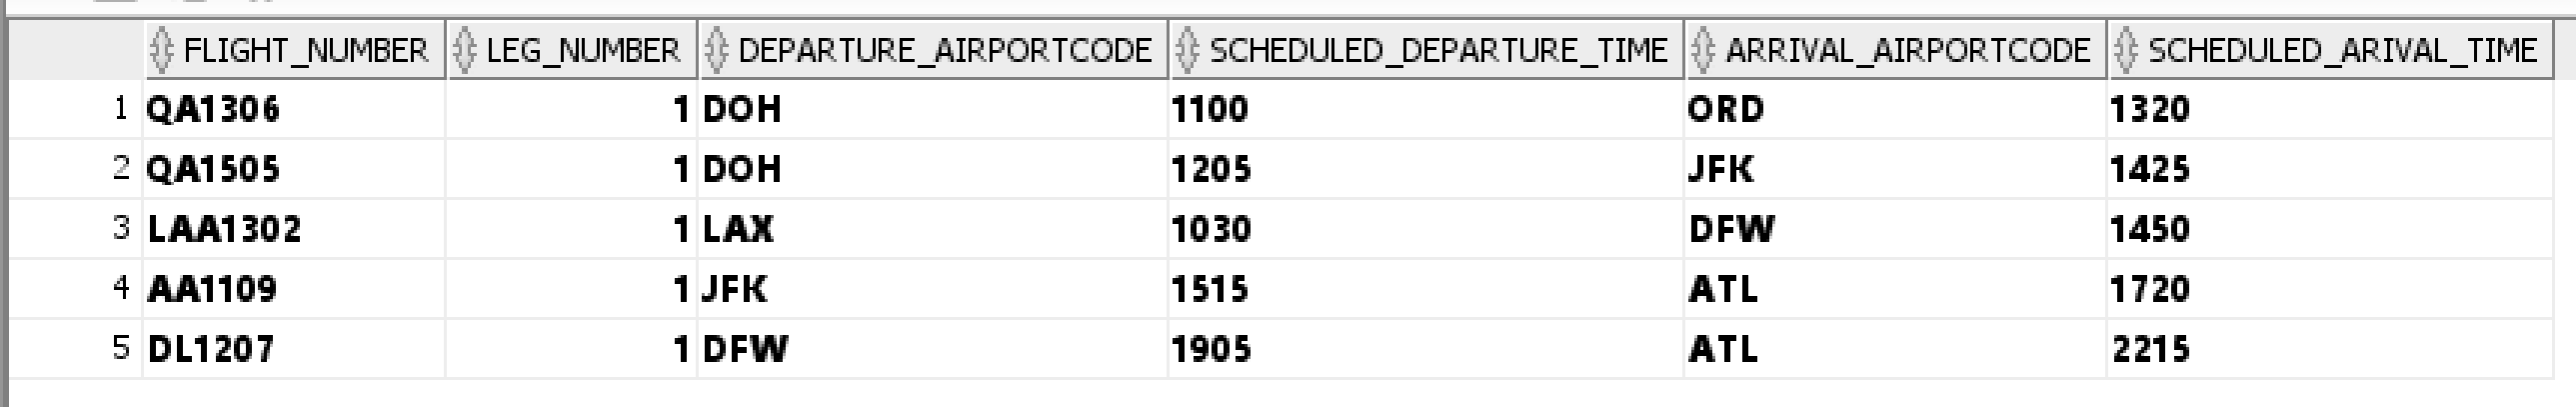 FLIGHT_NUMBER LEG_NUMBER DEPARTURE_AIRPORTCODE SCHEDULED_DEPARTURE_TIME ARRIVAL_AIRPORTCODE SCHEDULED_ARIVAL_TIME
1 QA1306 1 DOH 1100 ORD 1320
2 QA1505 1 DOH 1205 JFK 1425
3 LAA1302 1 LAX 1030 DFW 1450
4 AA1109 1 JFK 1515 ATL 1720
5 DL1207 1 DFW 1905 ATL 2215